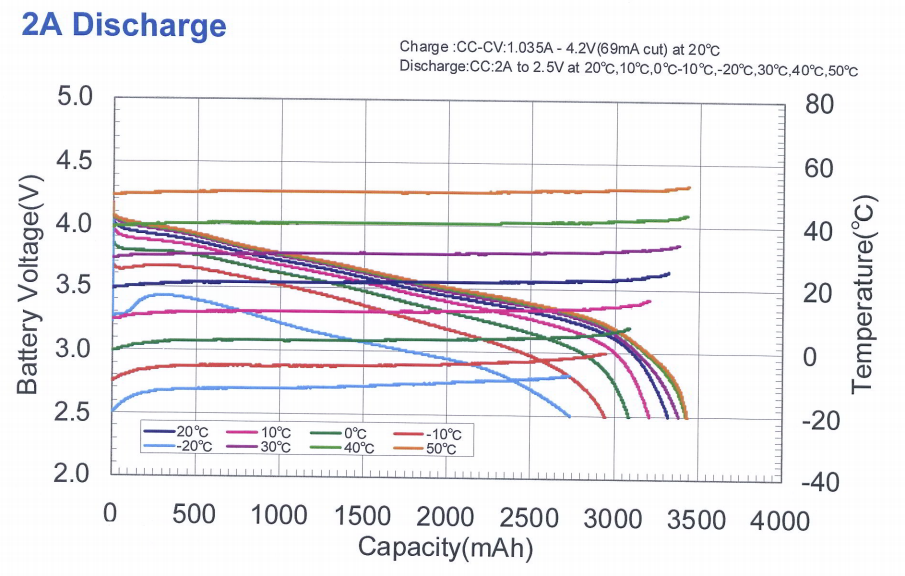 2A Discharge
Charge :CC-CV:1.035A - 4.2V(69mA cut) at 20℃
Discharge:CC:2A to 2.5V at 20℃,10℃,0℃-10℃,-20℃,30℃,40℃,50℃
5.0
4.5
4.0
3.5
3.0
2.5
2.0
Battery Voltage(V)
80
60
40
20
0
-20
-40
Temperature(℃)
20℃ 10℃ 0℃ -10℃
-20℃ 30℃ 40℃ 50℃
0 500 1000 1500 2000 2500 3000 3500 4000
Capacity(mAh)